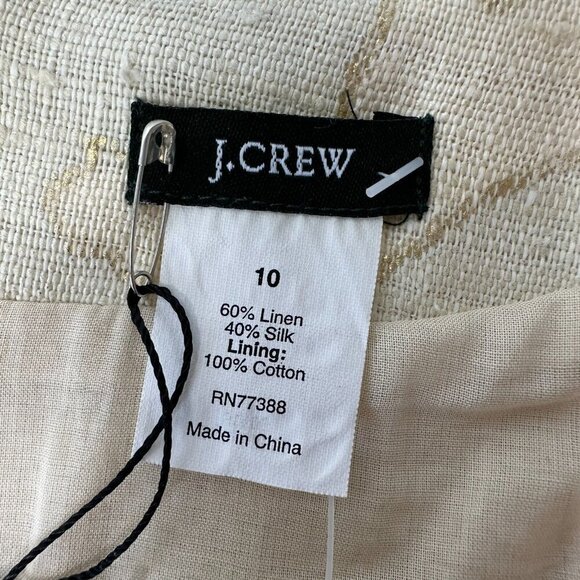 J.CREW
10
60% Linen
40% Silk
Lining:
100% Cotton
RN77388
Made in China